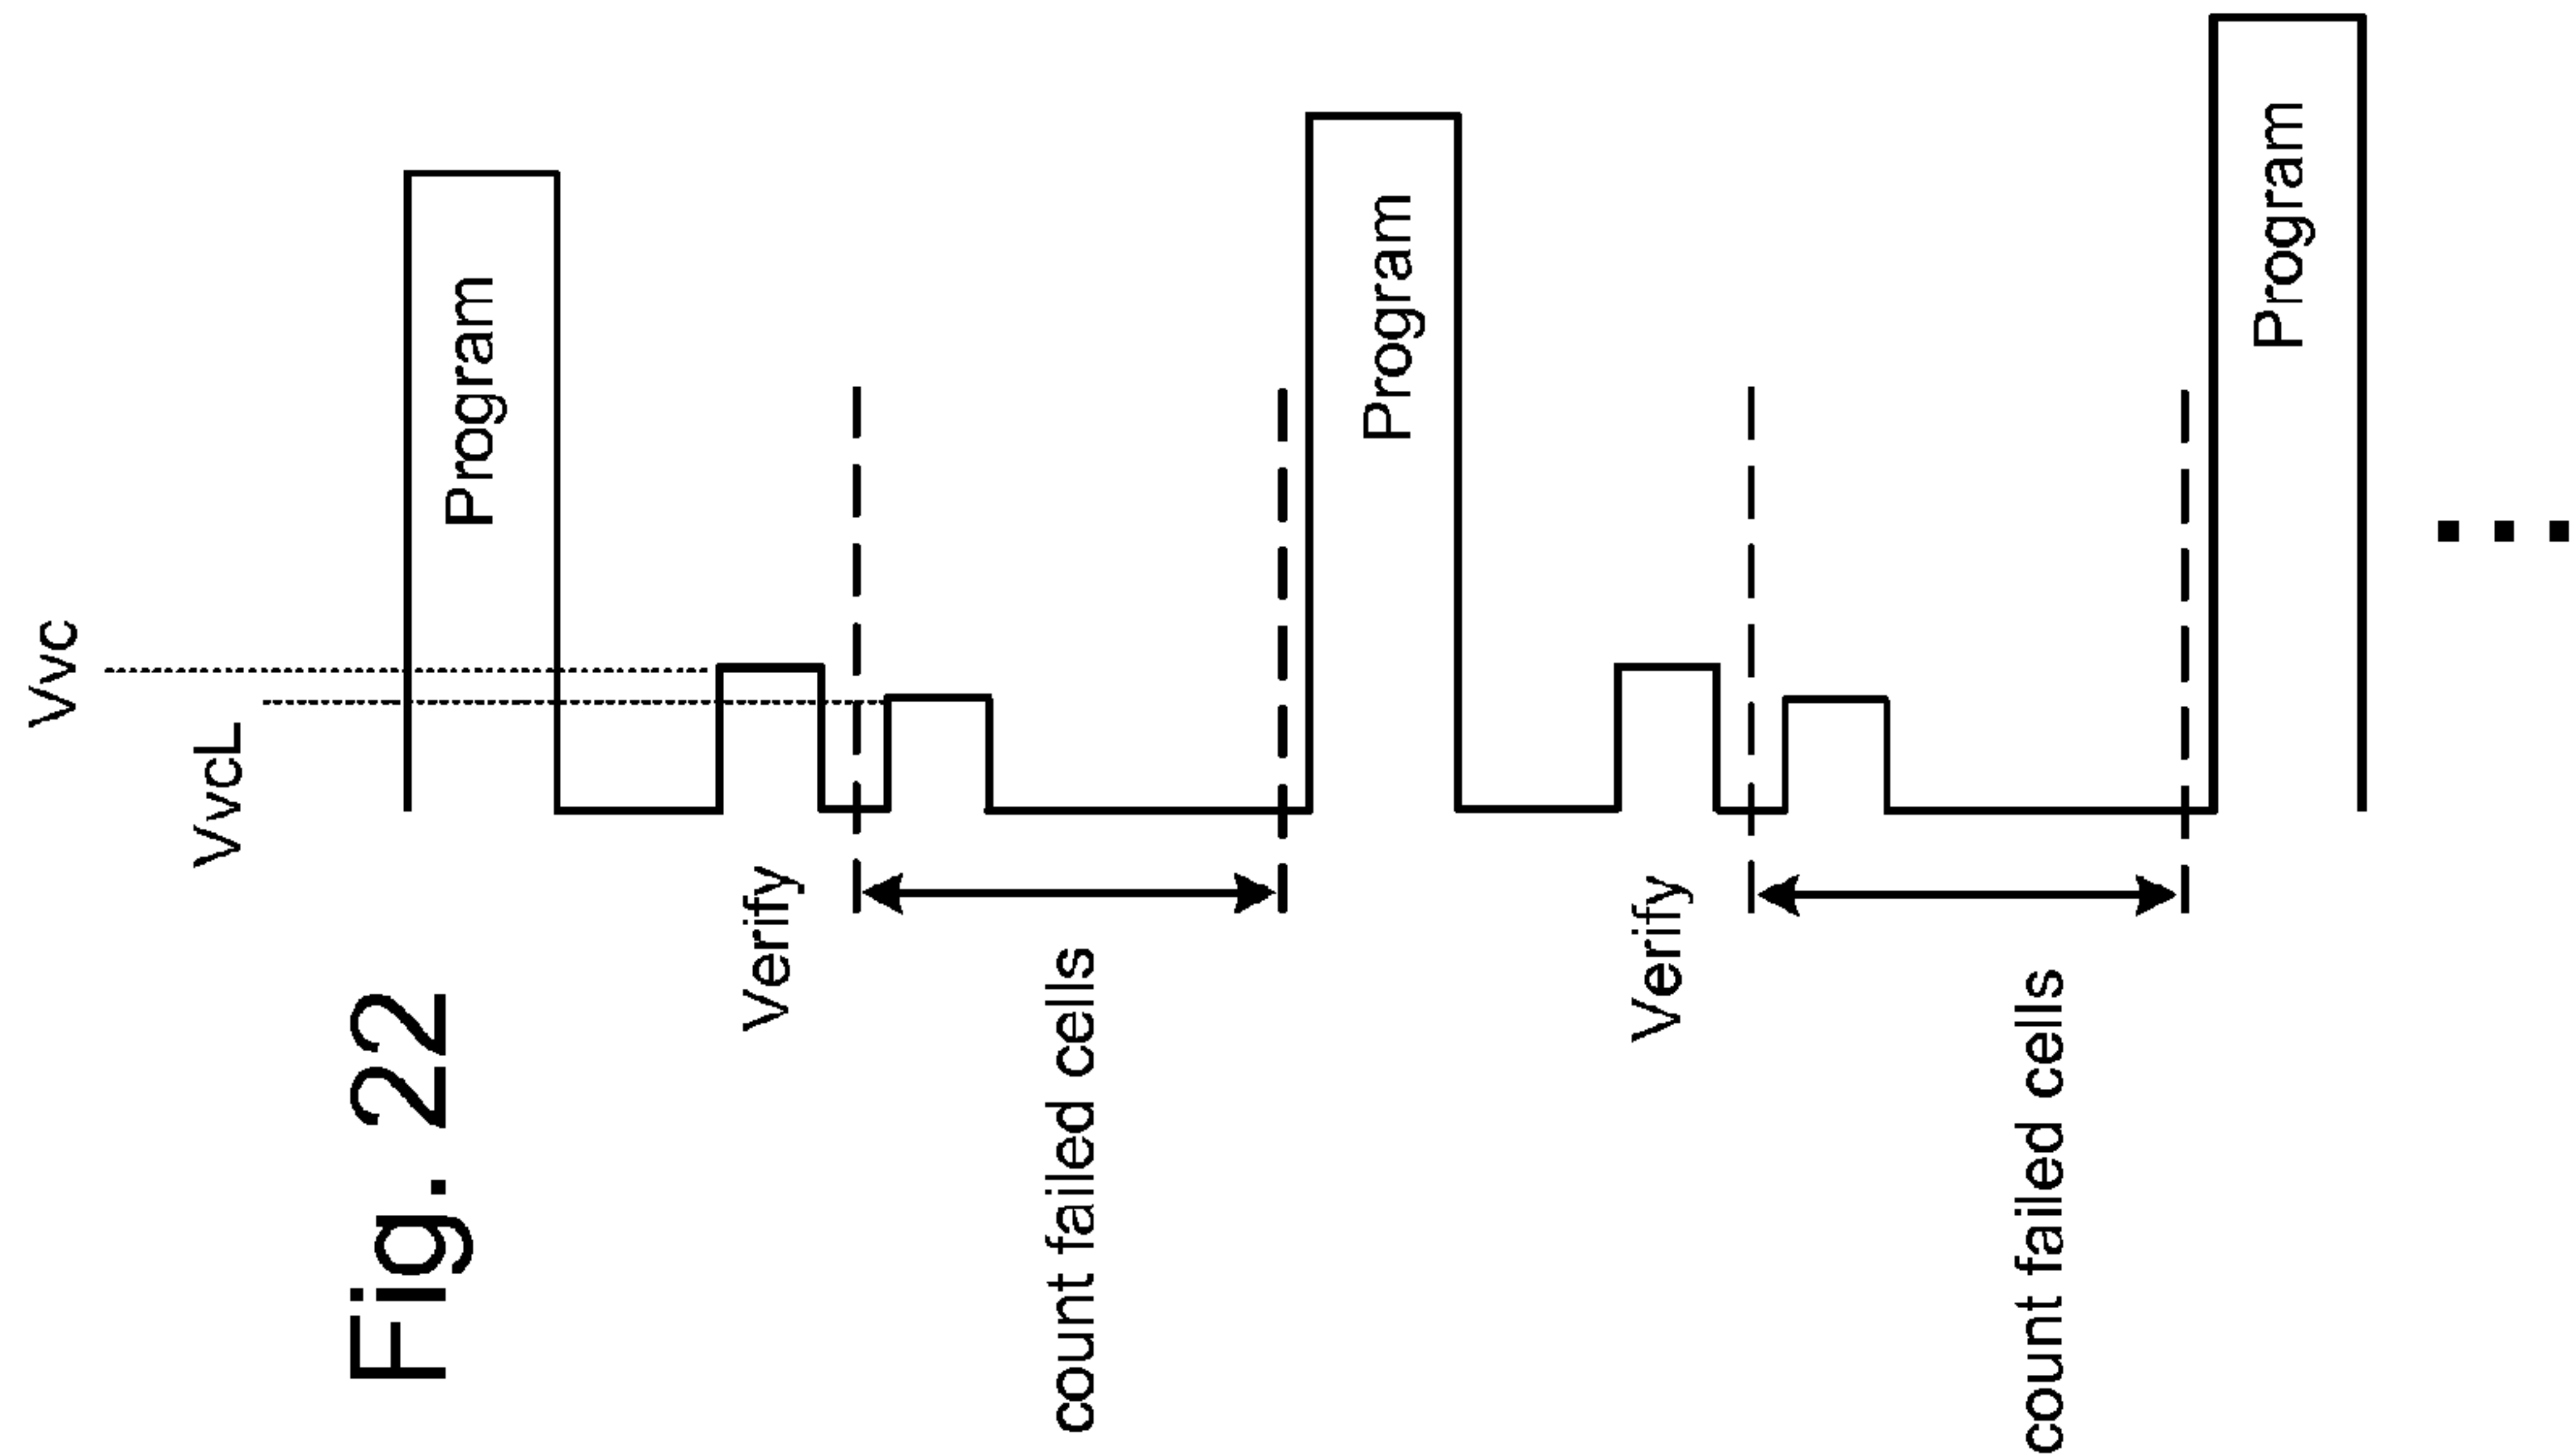 Fig. 22
Vvc
VvcL
Program
Verify
count failed cells
Program
Verify
count failed cells
Program